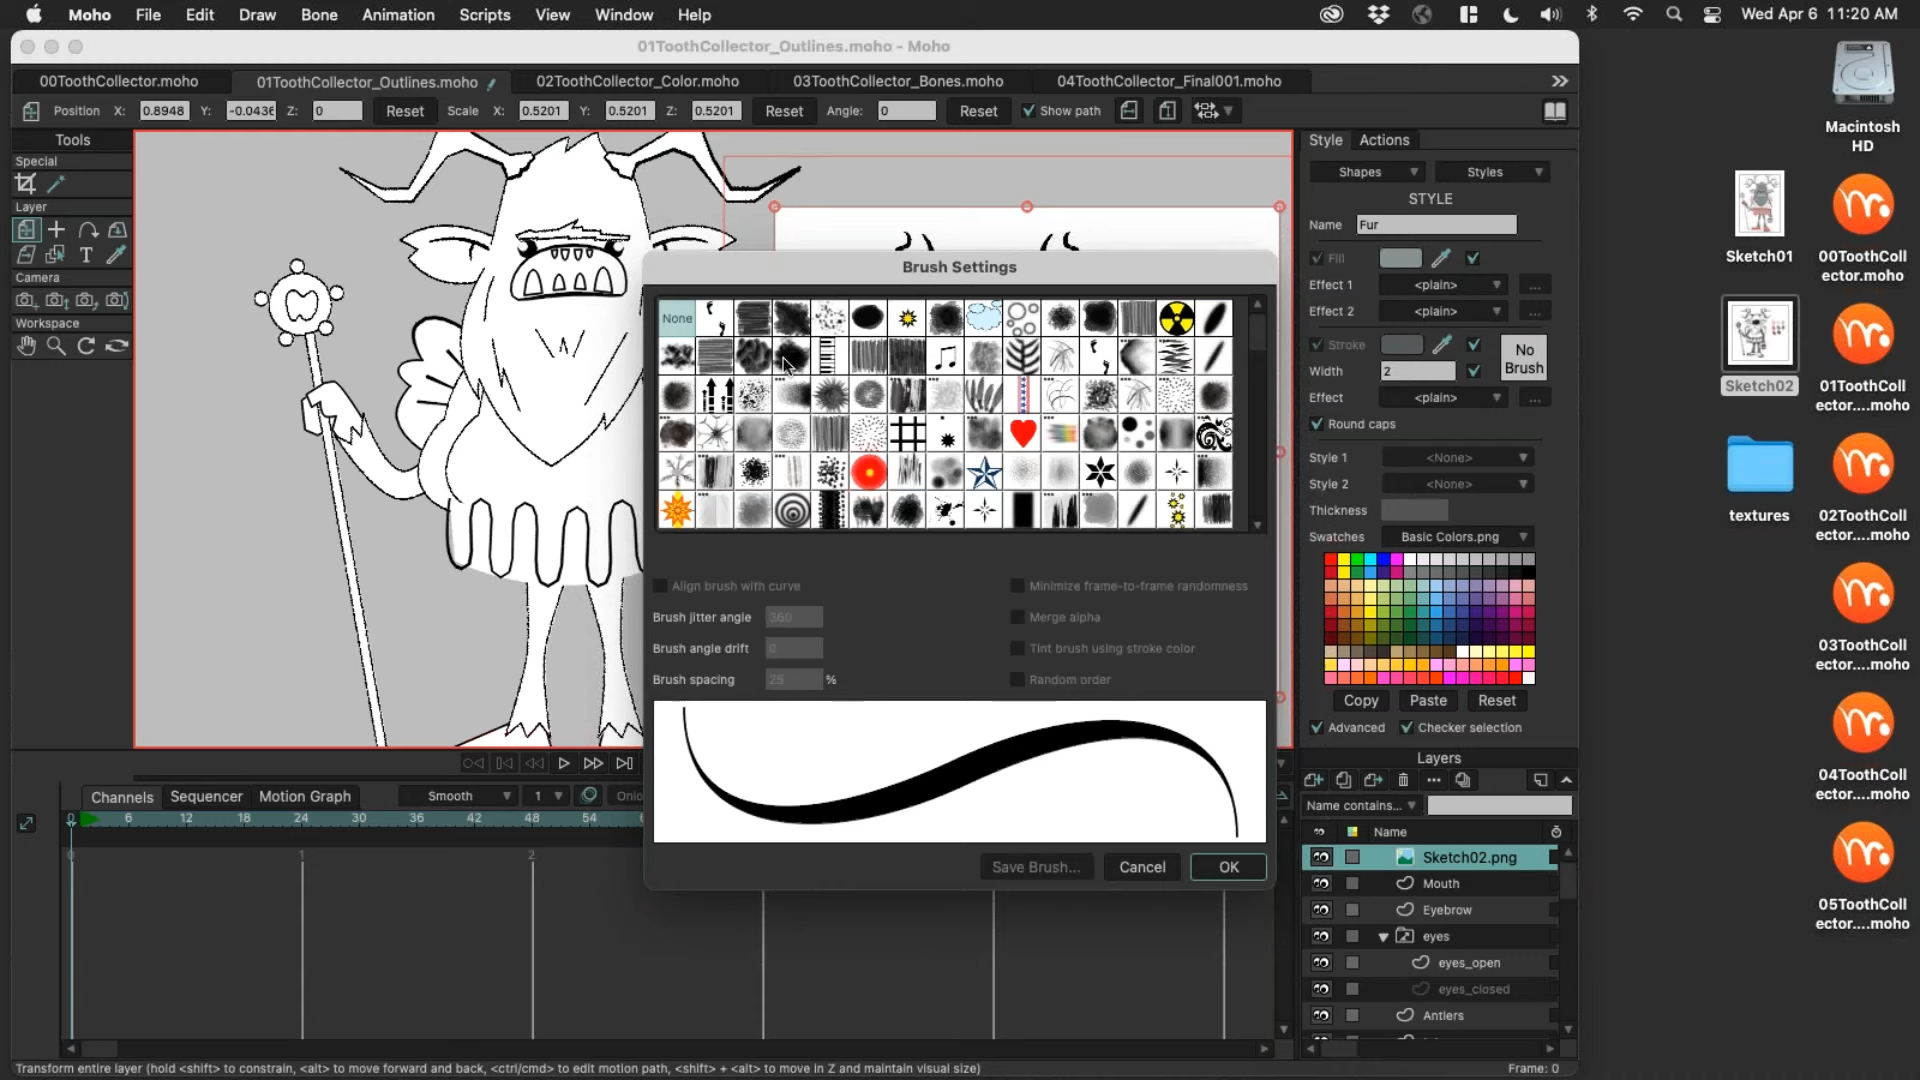 Moho File Edit Draw Bone Animation Scripts View Window Help
Wed Apr 6 11:20 AM
01ToothCollector_Outlines.moho - Moho
00ToothCollector.moho 01ToothCollector_Outlines.moho 02ToothCollector_Color.moho 03ToothCollector_Bones.moho 04ToothCollector_Final001.moho
Position X: 0.8948 Y: -0.0436 Z: 0 Reset Scale X: 0.5201 Y: 0.5201 Z: 0.5201 Reset Angle: 0 Reset Show path
Tools
Special
Layer
T
Camera
Workspace
Brush Settings
None
Align brush with curve
Minimize frame-to-frame randomness
Brush jitter angle 360
Merge alpha
Brush angle drift 0
Tint brush using stroke color
Brush spacing 25 %
Random order
Save Brush... Cancel OK
Style Actions
Shapes Styles
STYLE
Name Fur
Fill
Effect 1 <plain> ...
Effect 2 <plain> ...
Stroke
No Brush
Width 2
Effect <plain> ...
Round caps
Style 1 <None>
Style 2 <None>
Thickness
Swatches Basic Colors.png
Copy Paste Reset
Advanced Checker selection
Layers
Name contains...
Name
Sketch02.png
Mouth
Eyebrow
eyes
eyes_open
eyes_closed
Antlers
Channels Sequencer Motion Graph Smooth 1 Onio
6 12 18 24 30 36 42 48 54
0 1 2
Transform entire layer (hold <shift> to constrain, <alt> to move forward and back, <ctrl/cmd> to edit motion path, <shift> + <alt> to move in Z and maintain visual size)
Frame: 0
Macintosh
HD
Sketch01
00ToothColl
ector.moho
Sketch02
01ToothColl
ector....moho
textures
02ToothColl
ector....moho
03ToothColl
ector....moho
04ToothColl
ector....moho
05ToothColl
ector....moho